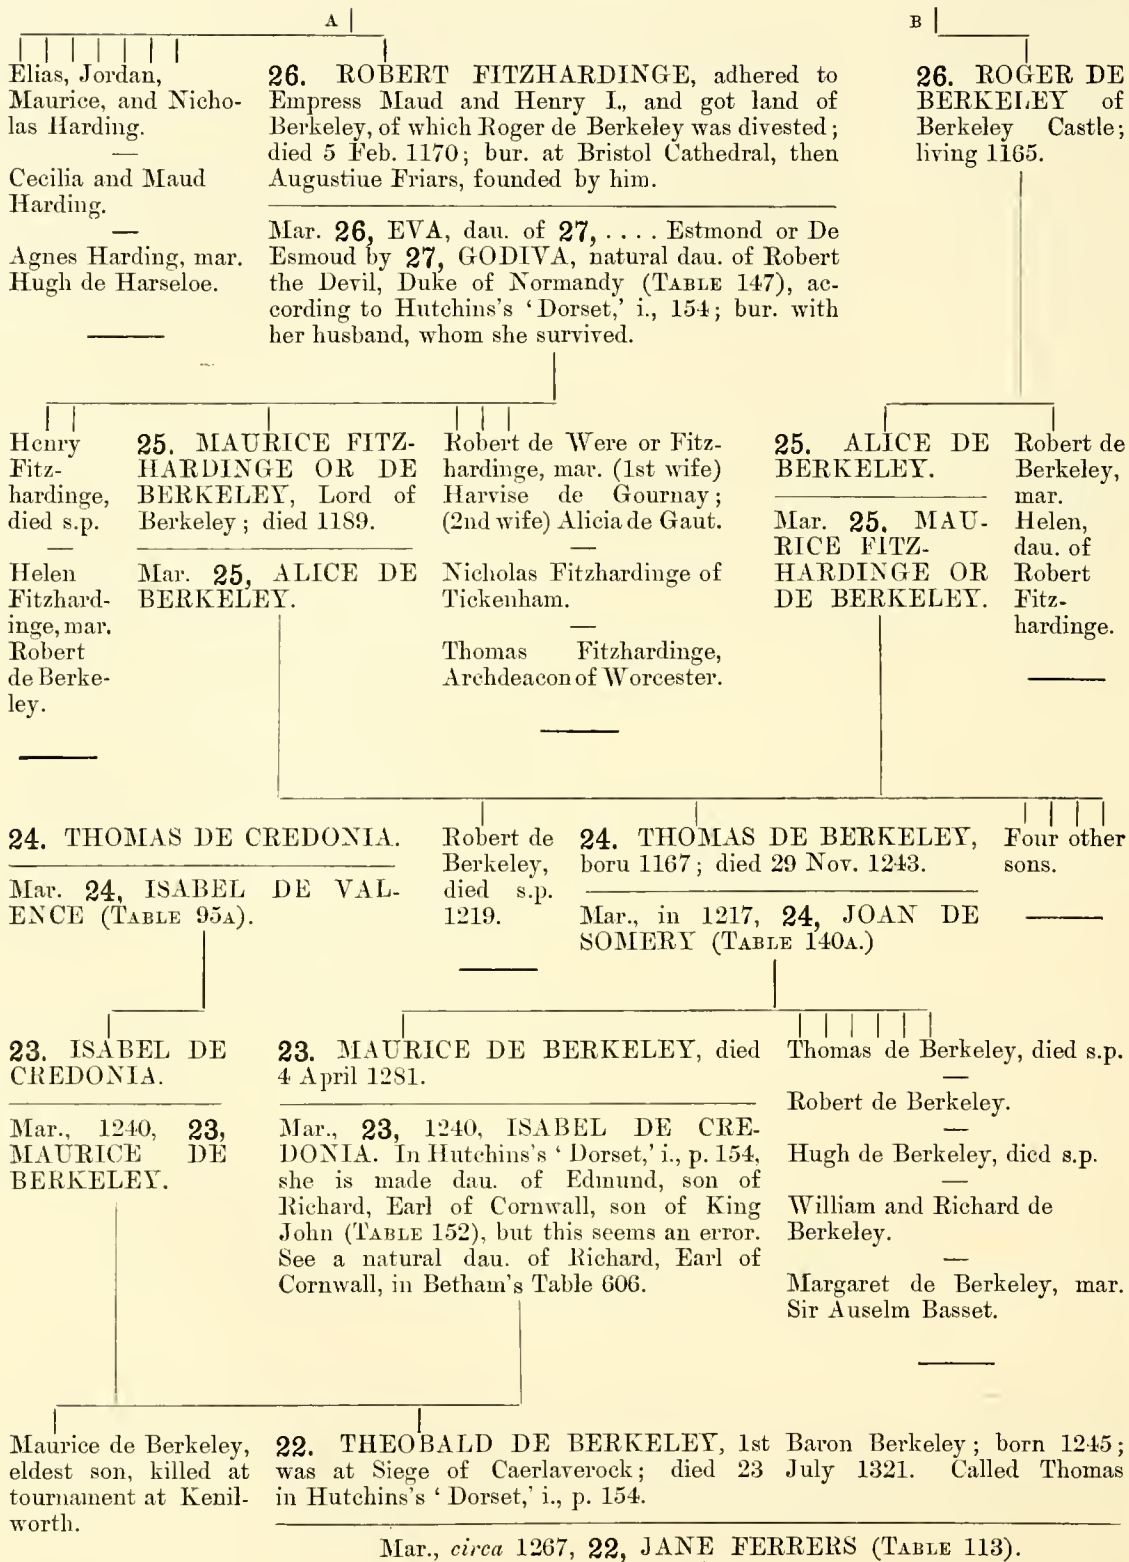 A
B
Elias, Jordan,
Maurice, and Nicho-
las Harding.
—
Cecilia and Maud
Harding.
—
Agnes Harding, mar.
Hugh de Harseloe.
26. ROBERT FITZHARDINGE, adhered to
Empress Maud and Henry I., and got land of
Berkeley, of which Roger de Berkeley was divested;
died 5 Feb. 1170; bur. at Bristol Cathedral, then
Augustiue Friars, founded by him.
Mar. 26, EVA, dau. of 27, .... Estmond or De
Esmoud by 27, GODIVA, natural dau. of Robert
the Devil, Duke of Normandy (TABLE 147), ac-
cording to Hutchins's ‘Dorset,’ i., 154; bur. with
her husband, whom she survived.
26. ROGER DE
BERKELEY of
Berkeley Castle;
living 1165.
Henry
Fitz-
hardinge,
died s.p.
—
Helen
Fitzhard-
inge, mar.
Robert
de Berke-
ley.
25. MAURICE FITZ-
HARDINGE OR DE
BERKELEY, Lord of
Berkeley; died 1189.
Mar. 25, ALICE DE
BERKELEY.
Robert de Were or Fitz-
hardinge, mar. (1st wife)
Harvise de Gournay;
(2nd wife) Alicia de Gaut.
—
Nicholas Fitzhardinge of
Tickenham.
—
Thomas Fitzhardinge,
Archdeacon of Worcester.
25. ALICE DE
BERKELEY.
Mar. 25, MAU-
RICE FITZ-
HARDINGE OR
DE BERKELEY.
Robert de
Berkeley,
mar.
Helen,
dau. of
Robert
Fitz-
hardinge.
24. THOMAS DE CREDONIA.
Mar. 24, ISABEL DE VAL-
ENCE (TABLE 95A).
Robert de
Berkeley,
died s.p.
1219.
24. THOMAS DE BERKELEY,
boru 1167; died 29 Nov. 1243.
Mar., in 1217, 24, JOAN DE
SOMERY (TABLE 140A.)
Four other
sons.
23. ISABEL DE
CREDONIA.
Mar., 1240, 23,
MAURICE DE
BERKELEY.
23. MAURICE DE BERKELEY, died
4 April 1281.
Mar., 23, 1240, ISABEL DE CRE-
DONIA. In Hutchins's ‘Dorset,’ i., p. 154,
she is made dau. of Edmund, son of
Richard, Earl of Cornwall, son of King
John (TABLE 152), but this seems an error.
See a natural dau. of Richard, Earl of
Cornwall, in Betham's Table 606.
Thomas de Berkeley, died s.p.
—
Robert de Berkeley.
—
Hugh de Berkeley, died s.p.
—
William and Richard de
Berkeley.
—
Margaret de Berkeley, mar.
Sir Auselm Basset.
Maurice de Berkeley,
eldest son, killed at
tournament at Kenil-
worth.
22. THEOBALD DE BERKELEY, 1st Baron Berkeley; born 1245;
was at Siege of Caerlaverock; died 23 July 1321. Called Thomas
in Hutchins's ‘Dorset,’ i., p. 154.
Mar., circa 1267, 22, JANE FERRERS (TABLE 113).